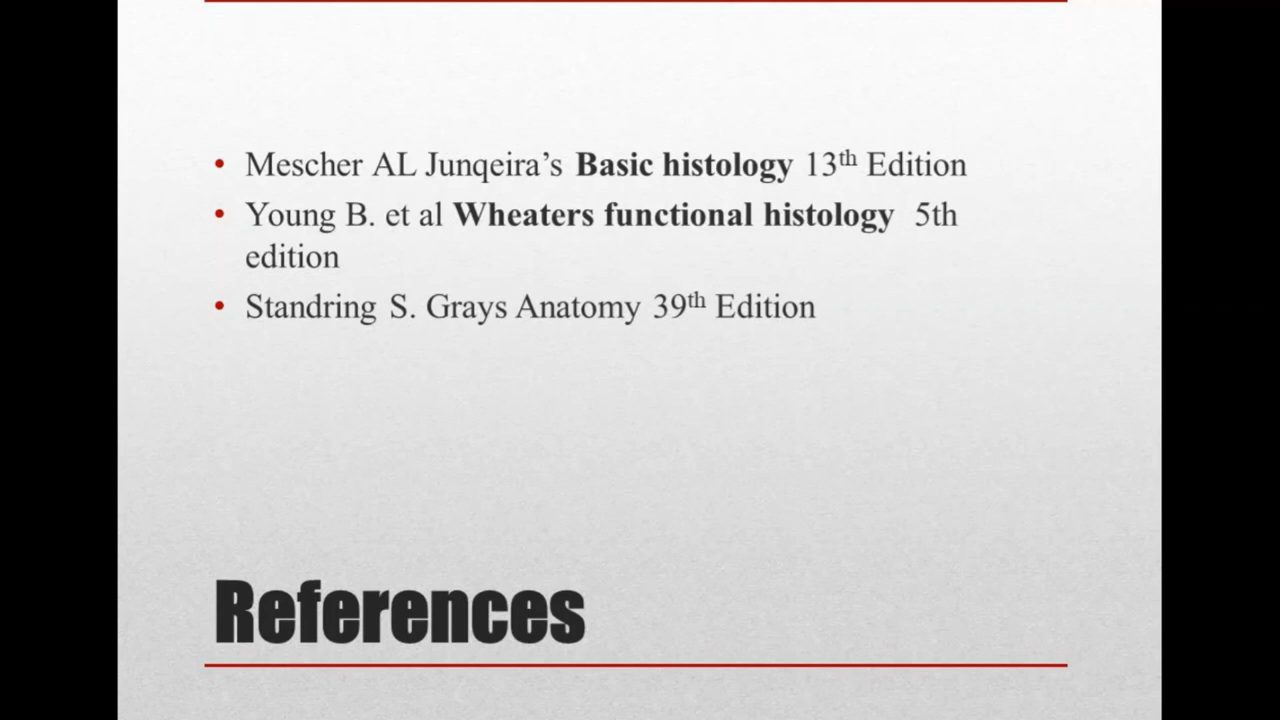 • Mescher AL Junqeira’s Basic histology 13th Edition
• Young B. et al Wheaters functional histology 5th
edition
• Standring S. Grays Anatomy 39th Edition
References